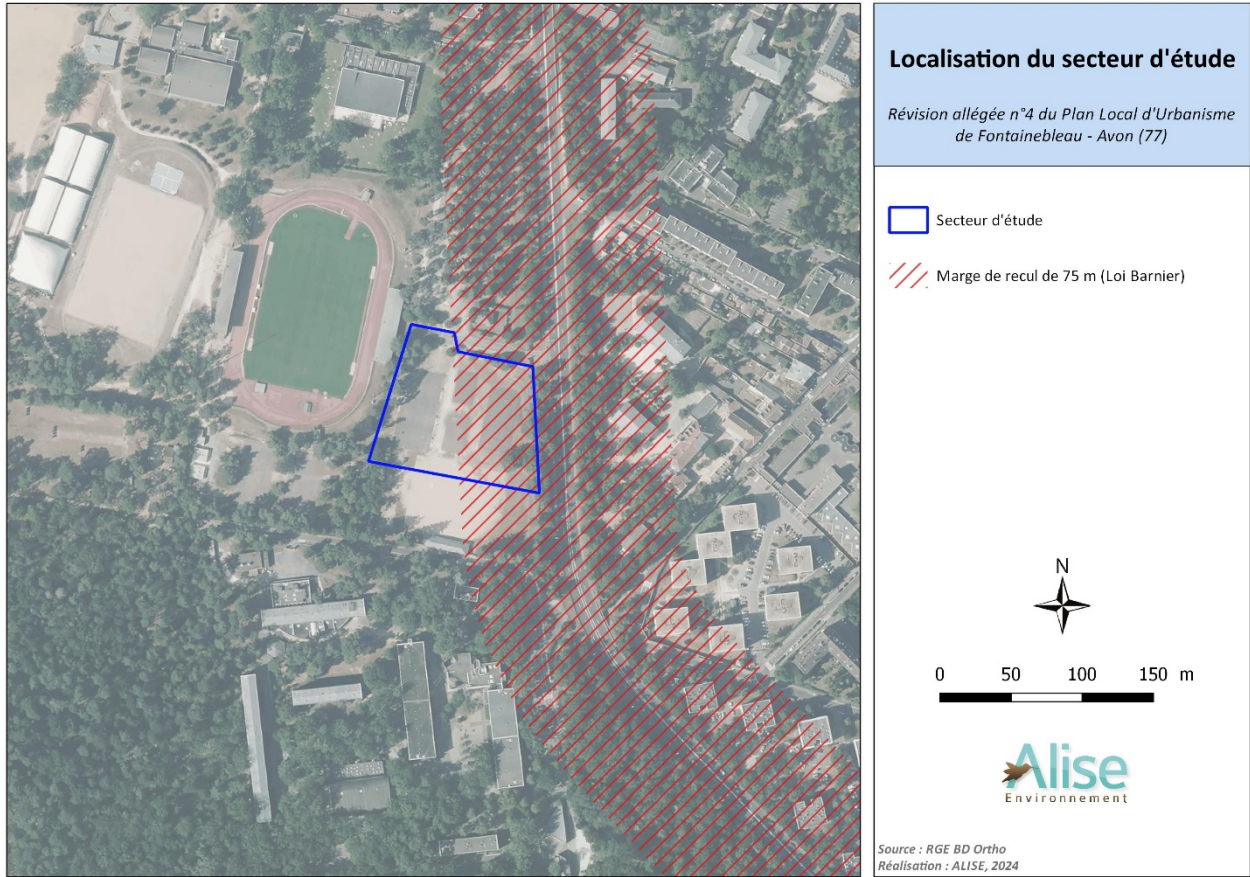 Localisation du secteur d'étude
Révision allégée n°4 du Plan Local d'Urbanisme
de Fontainebleau - Avon (77)
Secteur d'étude
Marge de recul de 75 m (Loi Barnier)
N
0 50 100 150 m
Alise
Environnement
Source : RGE BD Ortho
Réalisation : ALISE, 2024